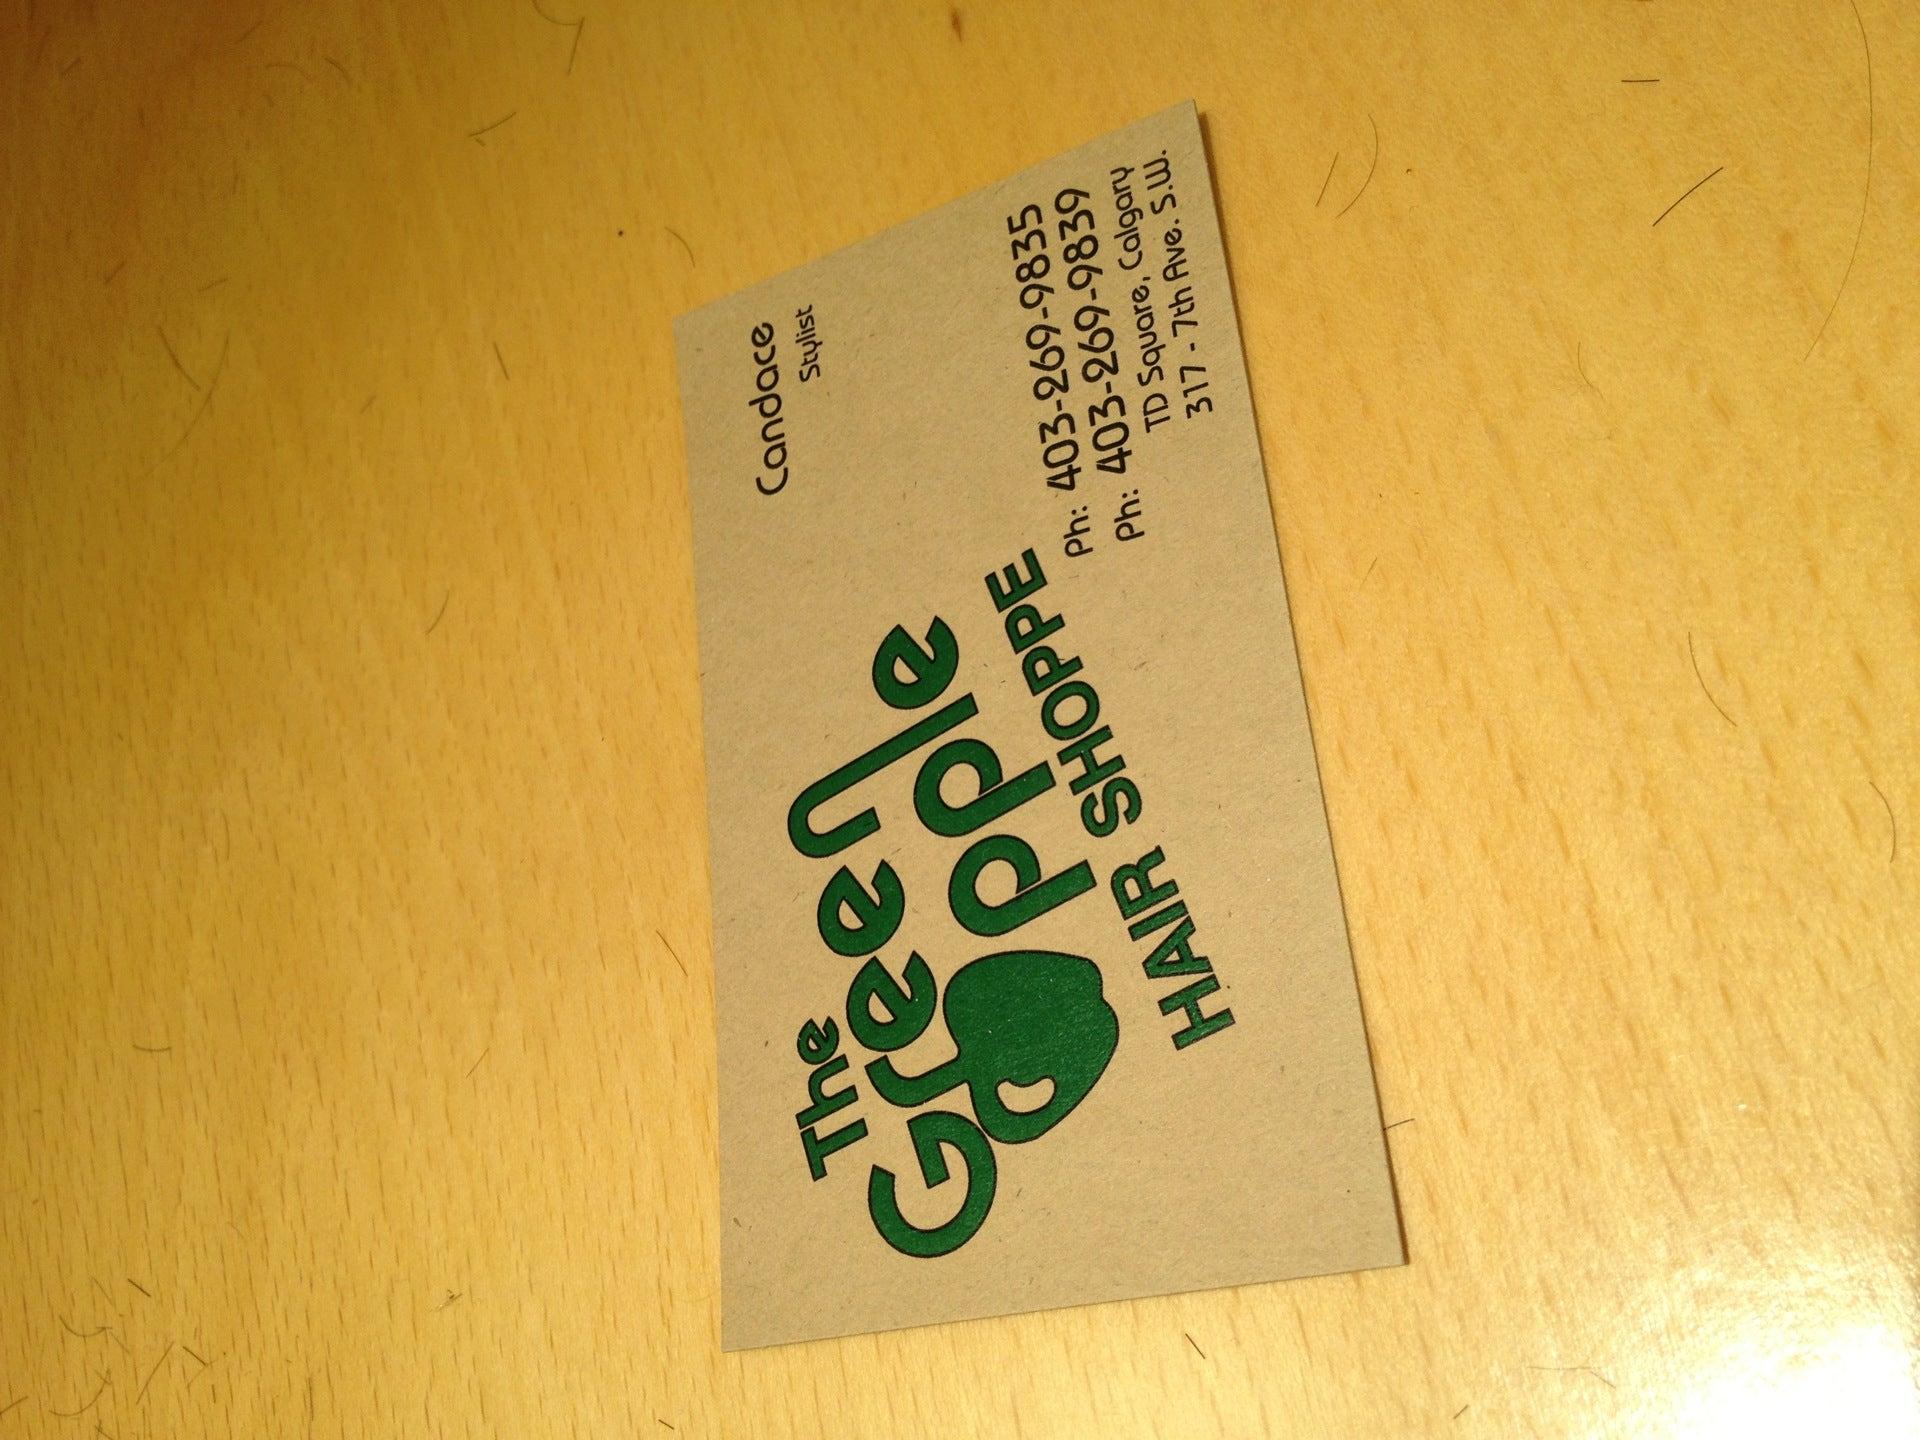 Candace
Stylist
The
Green
apple
HAIR SHOPPE
Ph: 403-269-9835
Ph: 403-269-9839
TD Square, Calgary
317 - 7th Ave. S.W.